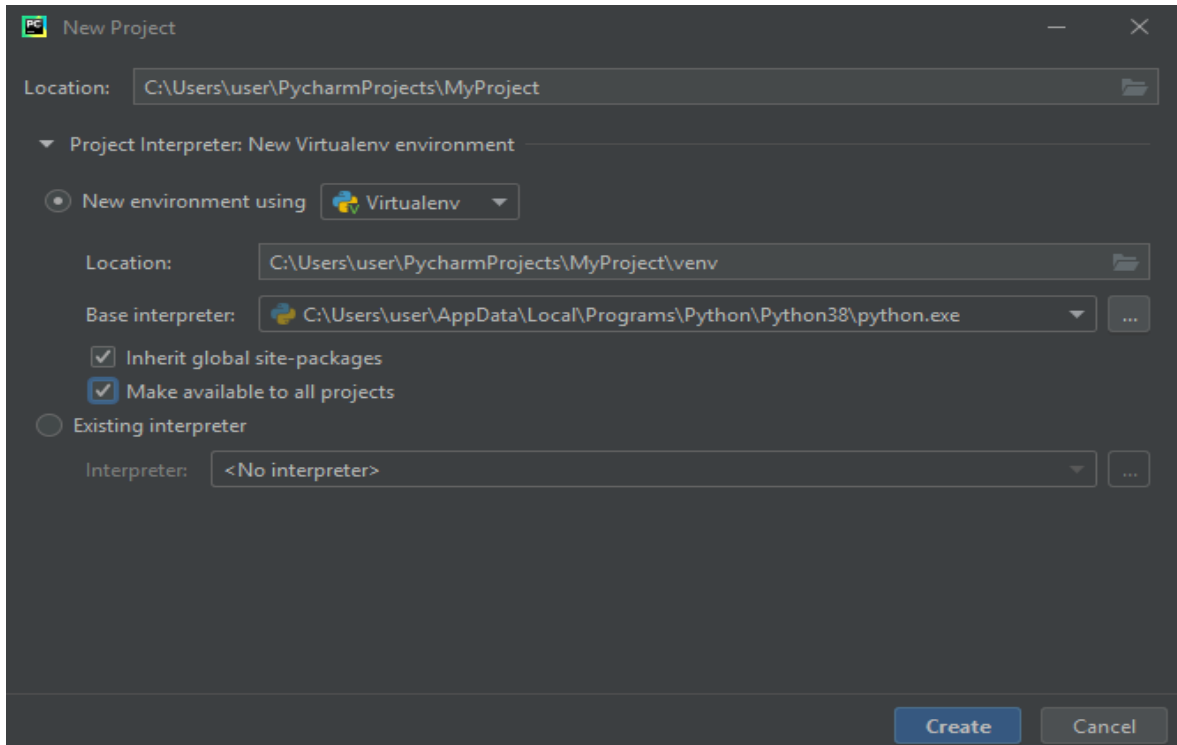 PC New Project
Location: C:\Users\user\PycharmProjects\MyProject
Project Interpreter: New Virtualenv environment
New environment using Virtualenv
Location: C:\Users\user\PycharmProjects\MyProject\venv
Base interpreter: C:\Users\user\AppData\Local\Programs\Python\Python38\python.exe ...
Inherit global site-packages
Make available to all projects
Existing interpreter
Interpreter: <No interpreter> ...
Create Cancel